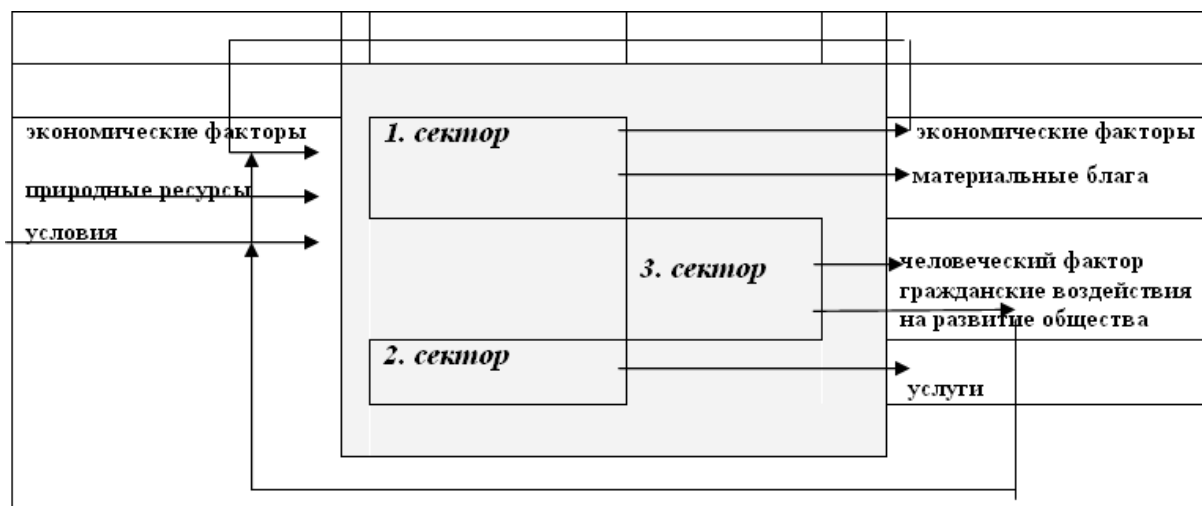 экономические факторы
природные ресурсы
условия
1. сектор
3. сектор
2. сектор
экономические факторы
материальные блага
человеческий фактор
гражданские воздействия
на развитие общества
услуги